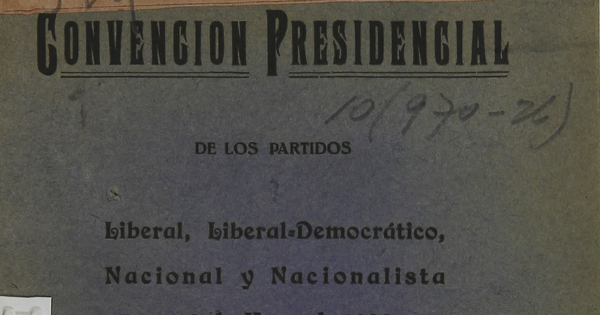 CONVENCION PRESIDENCIAL
10(970-26)
DE LOS PARTIDOS
Liberal, Liberal-Democrático,
Nacional y Nacionalista